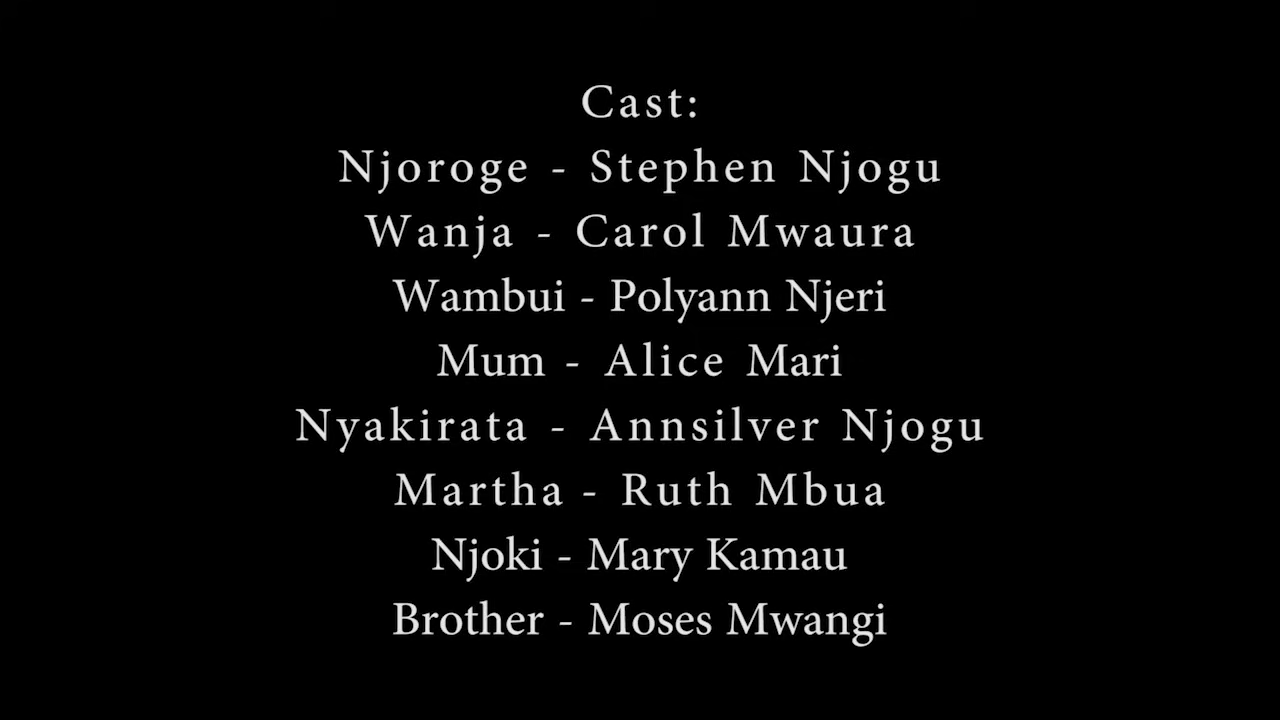 Cast:
Njoroge - Stephen Njogu
Wanja - Carol Mwaura
Wambui - Polyann Njeri
Mum - Alice Mari
Nyakirata - Annsilver Njogu
Martha - Ruth Mbua
Njoki - Mary Kamau
Brother - Moses Mwangi